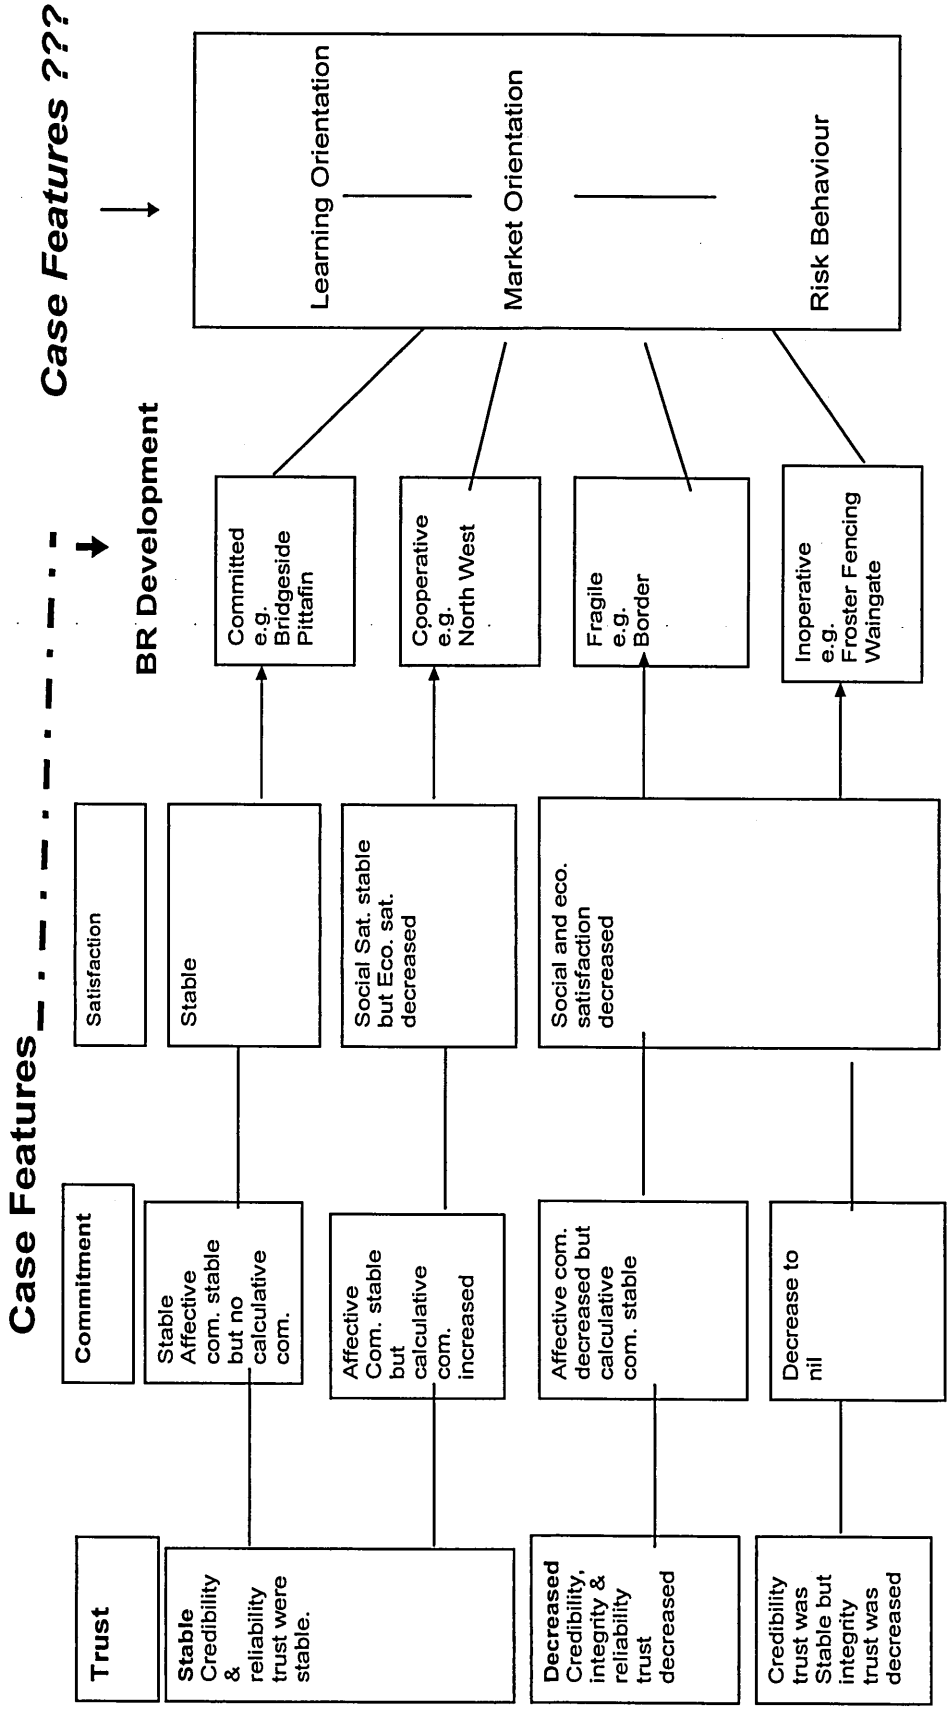 Case Features
Case Features ???
Trust
Commitment
Satisfaction
BR Development
Stable
Credibility
&
reliability
trust were
stable.
Stable
Affective
com. stable
but no
calculative
com.
Stable
Committed
e.g.
Bridgeside
Pittafin
Affective
Com. stable
but
calculative
com.
increased
Social Sat. stable
but Eco. sat.
decreased
Cooperative
e.g.
North West
Decreased
Credibility,
integrity &
reliability
trust
decreased
Affective com.
decreased but
calculative
com. stable
Social and eco.
satisfaction
decreased
Fragile
e.g.
Border
Credibility
trust was
Stable but
integrity
trust was
decreased
Decrease to
nil
Inoperative
e.g.
Froster Fencing
Waingate
Learning Orientation
Market Orientation
Risk Behaviour